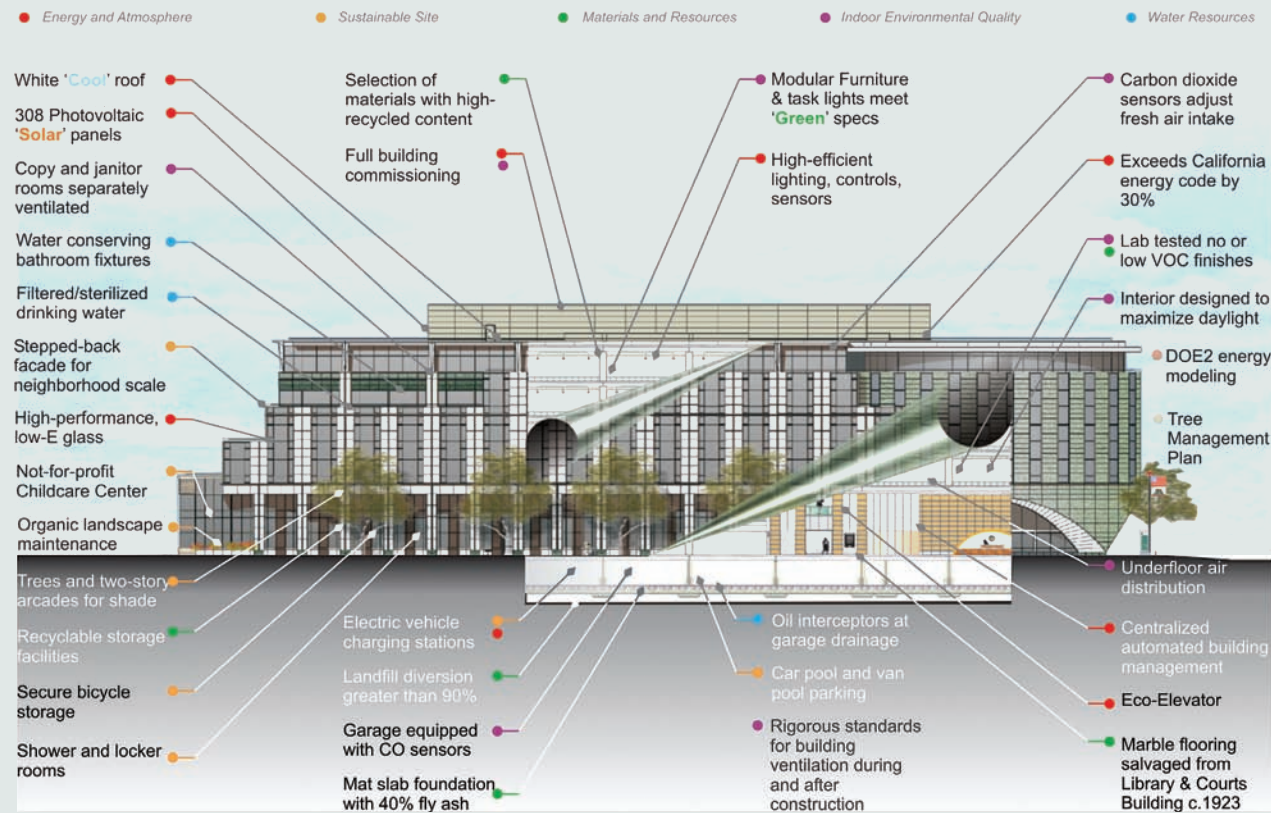 Energy and Atmosphere
Sustainable Site
Materials and Resources
Indoor Environmental Quality
Water Resources
White ‘Cool’ roof
308 Photovoltaic
‘Solar’ panels
Copy and janitor
rooms separately
ventilated
Water conserving
bathroom fixtures
Filtered/sterilized
drinking water
Stepped-back
facade for
neighborhood scale
High-performance,
low-E glass
Not-for-profit
Childcare Center
Organic landscape
maintenance
Trees and two-story
arcades for shade
Recyclable storage
facilities
Secure bicycle
storage
Shower and locker
rooms
Selection of
materials with high-
recycled content
Full building
commissioning
Electric vehicle
charging stations
Landfill diversion
greater than 90%
Garage equipped
with CO sensors
Mat slab foundation
with 40% fly ash
Modular Furniture
& task lights meet
‘Green’ specs
High-efficient
lighting, controls,
sensors
Oil interceptors at
garage drainage
Car pool and van
pool parking
Rigorous standards
for building
ventilation during
and after
construction
Carbon dioxide
sensors adjust
fresh air intake
Exceeds California
energy code by
30%
Lab tested no or
low VOC finishes
Interior designed to
maximize daylight
DOE2 energy
modeling
Tree
Management
Plan
Underfloor air
distribution
Centralized
automated building
management
Eco-Elevator
Marble flooring
salvaged from
Library & Courts
Building c.1923